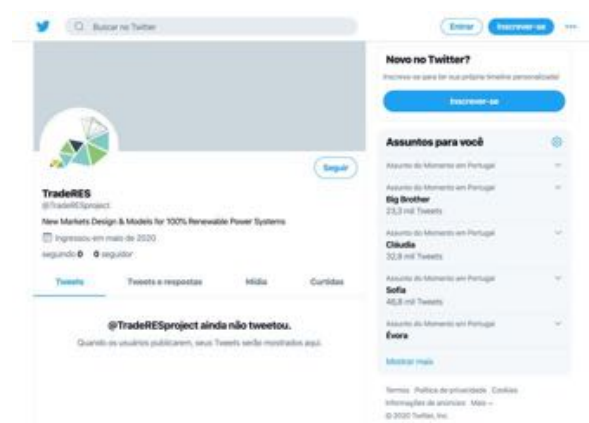 Buscar no Twitter
Entrar
Inscrever-se
Seguir
TradeRES
@TradeRESproject
New Markets Design & Models for 100% Renewable Power Systems
Ingressou em maio de 2020
seguindo 0 0 seguidor
Tweets Tweets e respostas Mídia Curtidas
@TradeRESproject ainda não tweetou.
Quando os usuários publicarem, seus Tweets serão mostrados aqui.
Novo no Twitter?
Inscreva-se para ter sua própria timeline personalizada!
Inscrever-se
Assuntos para você
Assunto do Momento em Portugal
Assunto do Momento em Portugal
Big Brother
23,3 mil Tweets
Assunto do Momento em Portugal
Cláudia
32,8 mil Tweets
Assunto do Momento em Portugal
Sofia
46,8 mil Tweets
Assunto do Momento em Portugal
Évora
Mostrar mais
Termos Política de privacidade Cookies
Informações de anúncios Mais
© 2020 Twitter, Inc.